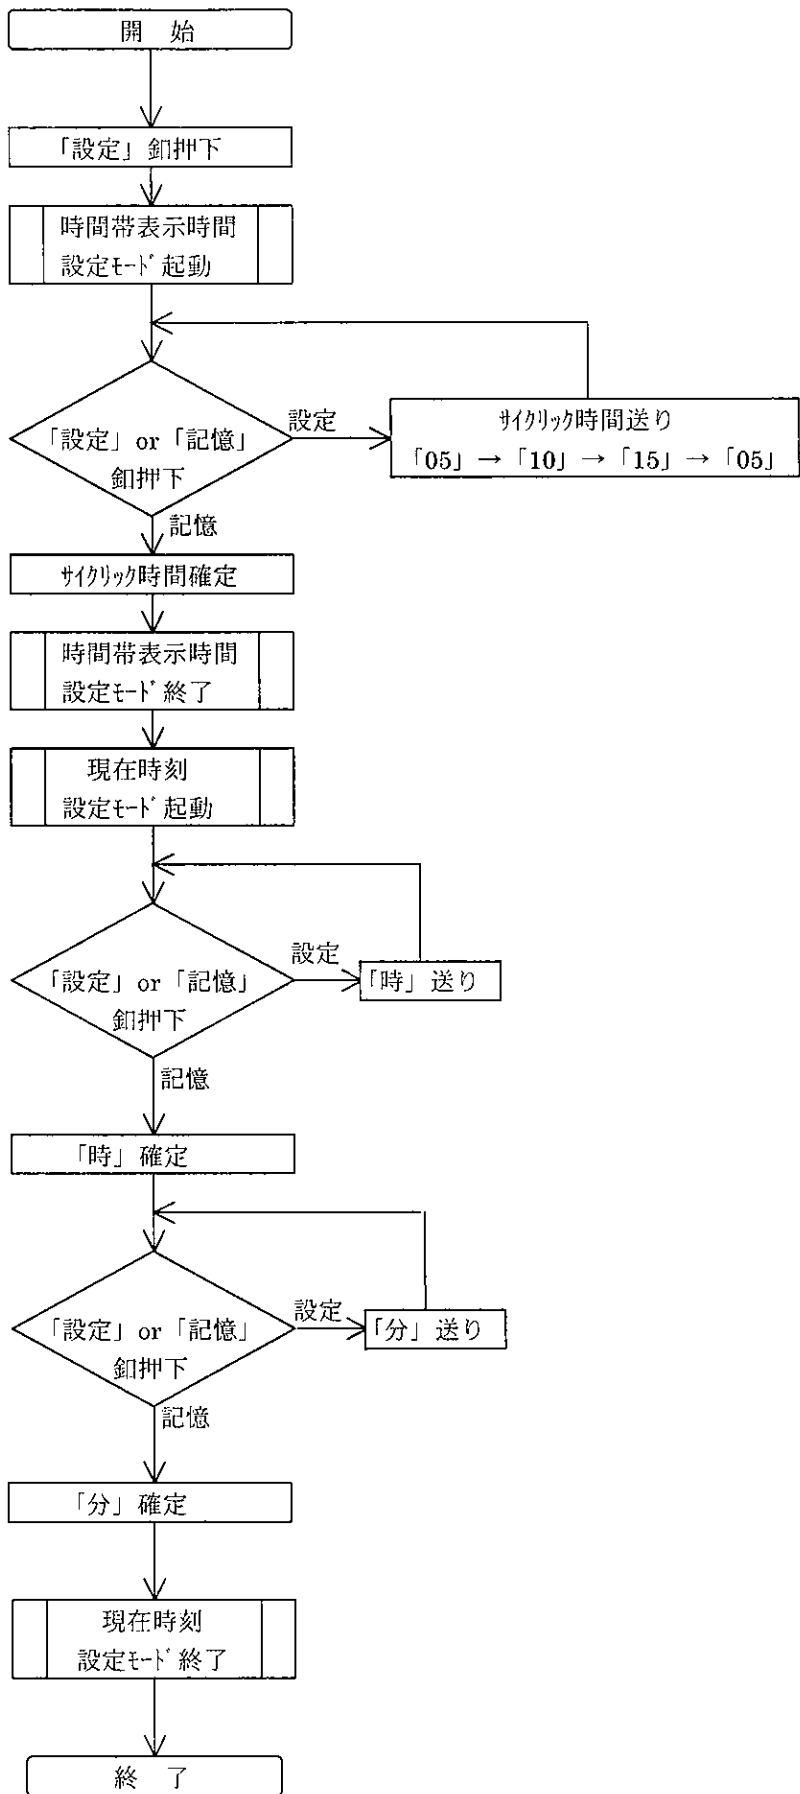 開　始
「設定」釦押下
時間帯表示時間
設定ﾓｰﾄﾞ起動
「設定」or「記憶」
釦押下
設定
ｻｲｸﾘｯｸ時間送り
「05」→「10」→「15」→「05」
記憶
ｻｲｸﾘｯｸ時間確定
時間帯表示時間
設定ﾓｰﾄﾞ終了
現在時刻
設定ﾓｰﾄﾞ起動
「設定」or「記憶」
釦押下
設定
「時」送り
記憶
「時」確定
「設定」or「記憶」
釦押下
設定
「分」送り
記憶
「分」確定
現在時刻
設定ﾓｰﾄﾞ終了
終　了